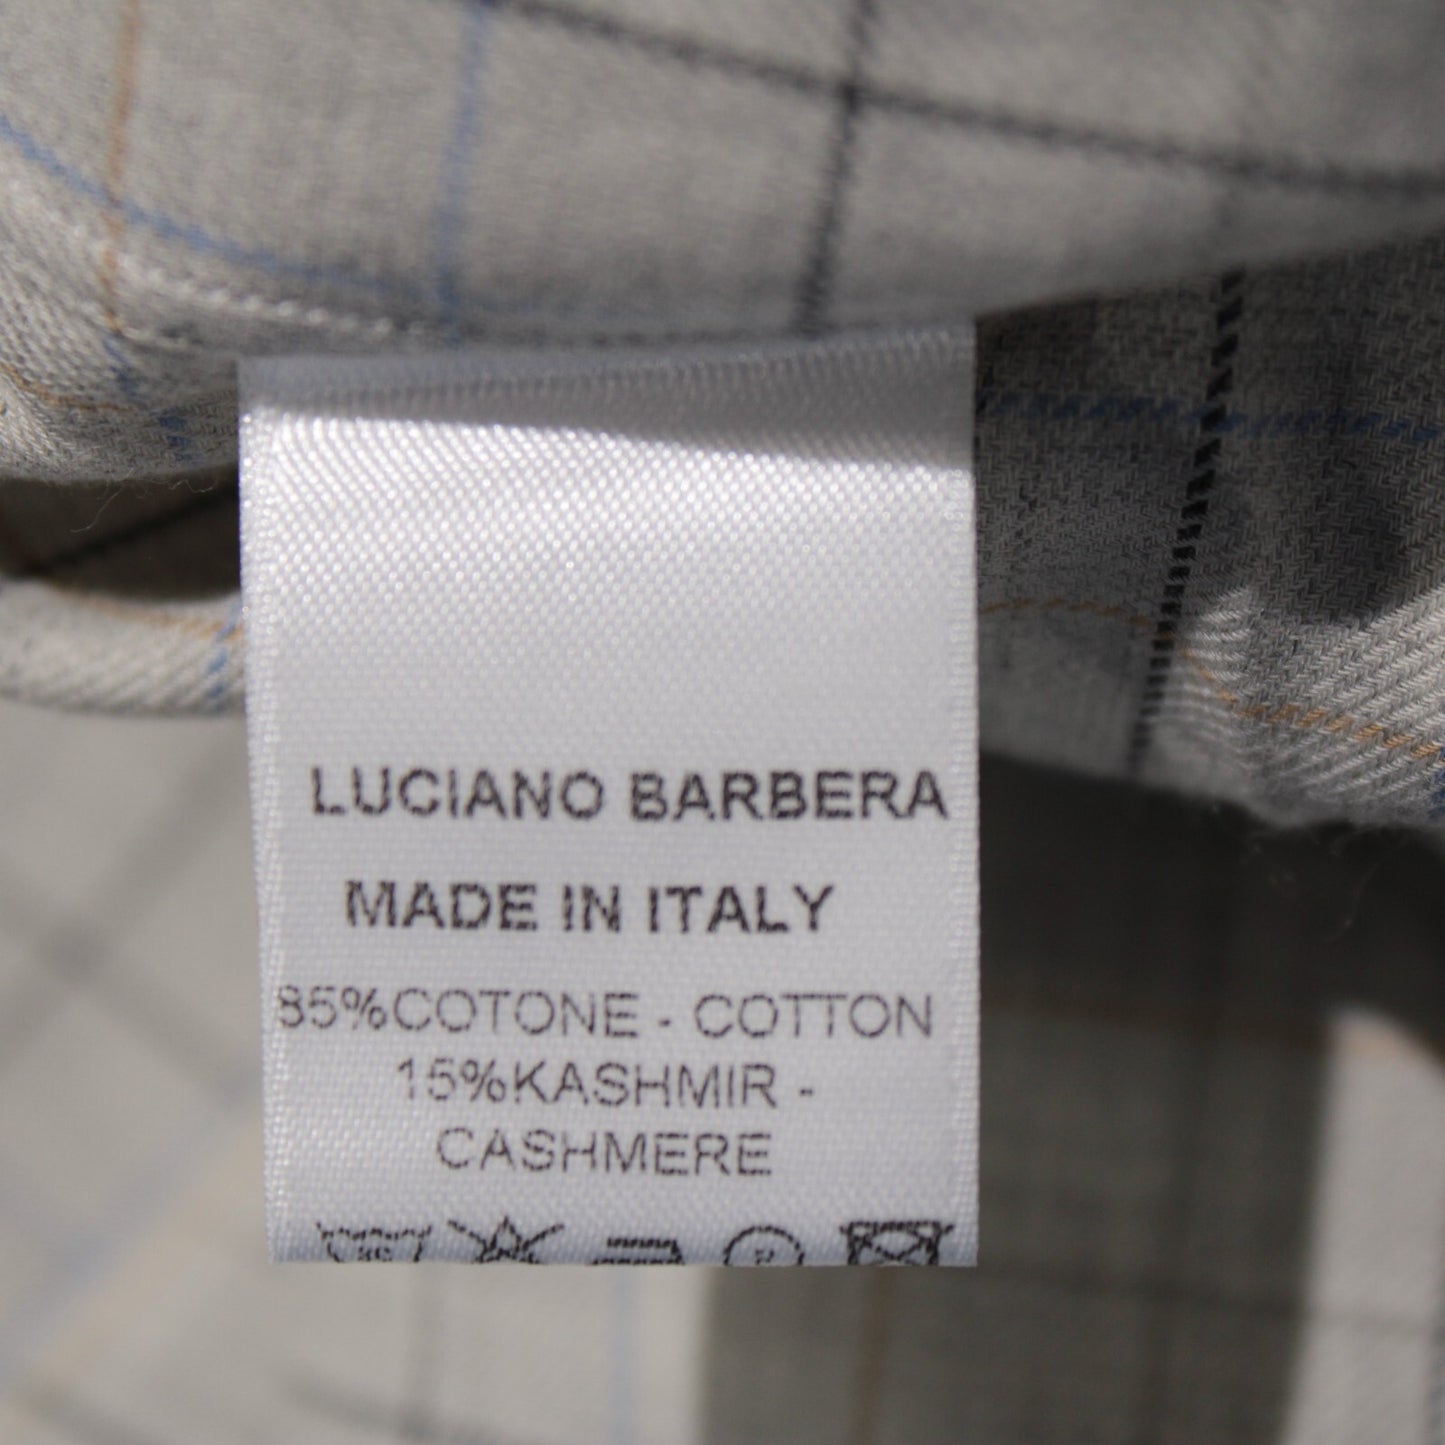 LUCIANO BARBERA
MADE IN ITALY
85%COTONE - COTTON
15%KASHMIR -
CASHMERE